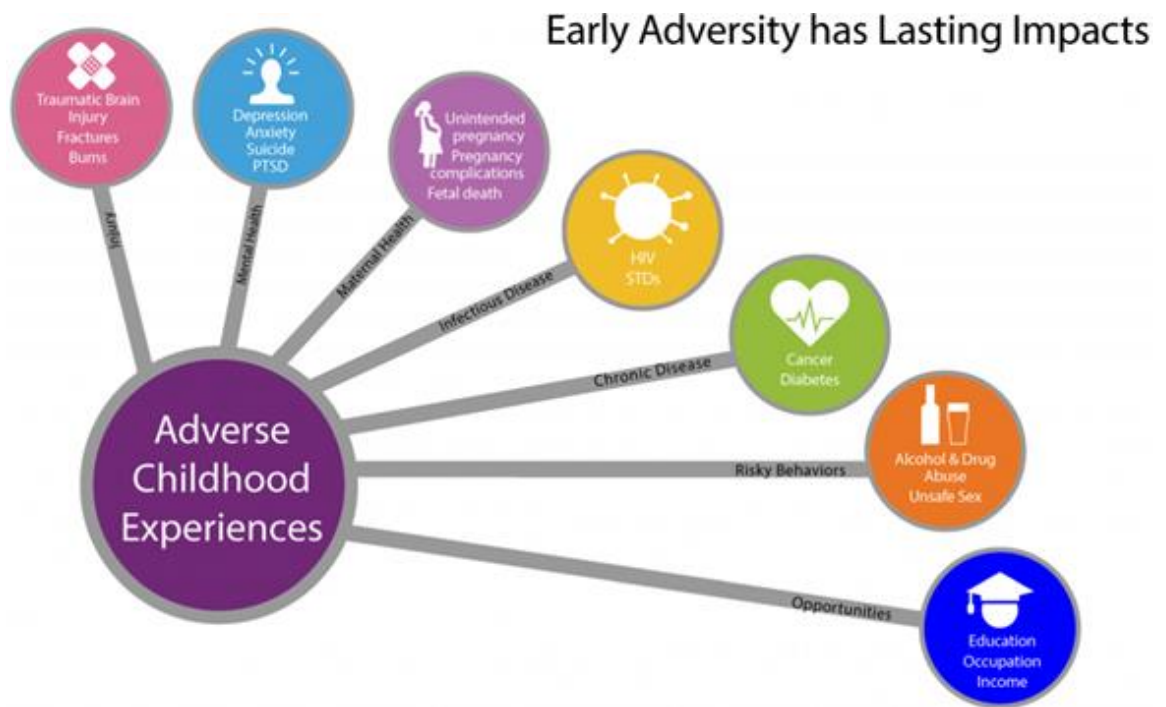 Early Adversity has Lasting Impacts
Traumatic Brain
Injury
Fractures
Burns
Injury
Depression
Anxiety
Suicide
PTSD
Mental Health
Unintended
pregnancy
Pregnancy
complications
Fetal death
Maternal Health
HIV
STDs
Infectious Disease
Cancer
Diabetes
Chronic Disease
Alcohol & Drug
Abuse
Unsafe Sex
Risky Behaviors
Education
Occupation
Income
Opportunities
Adverse
Childhood
Experiences